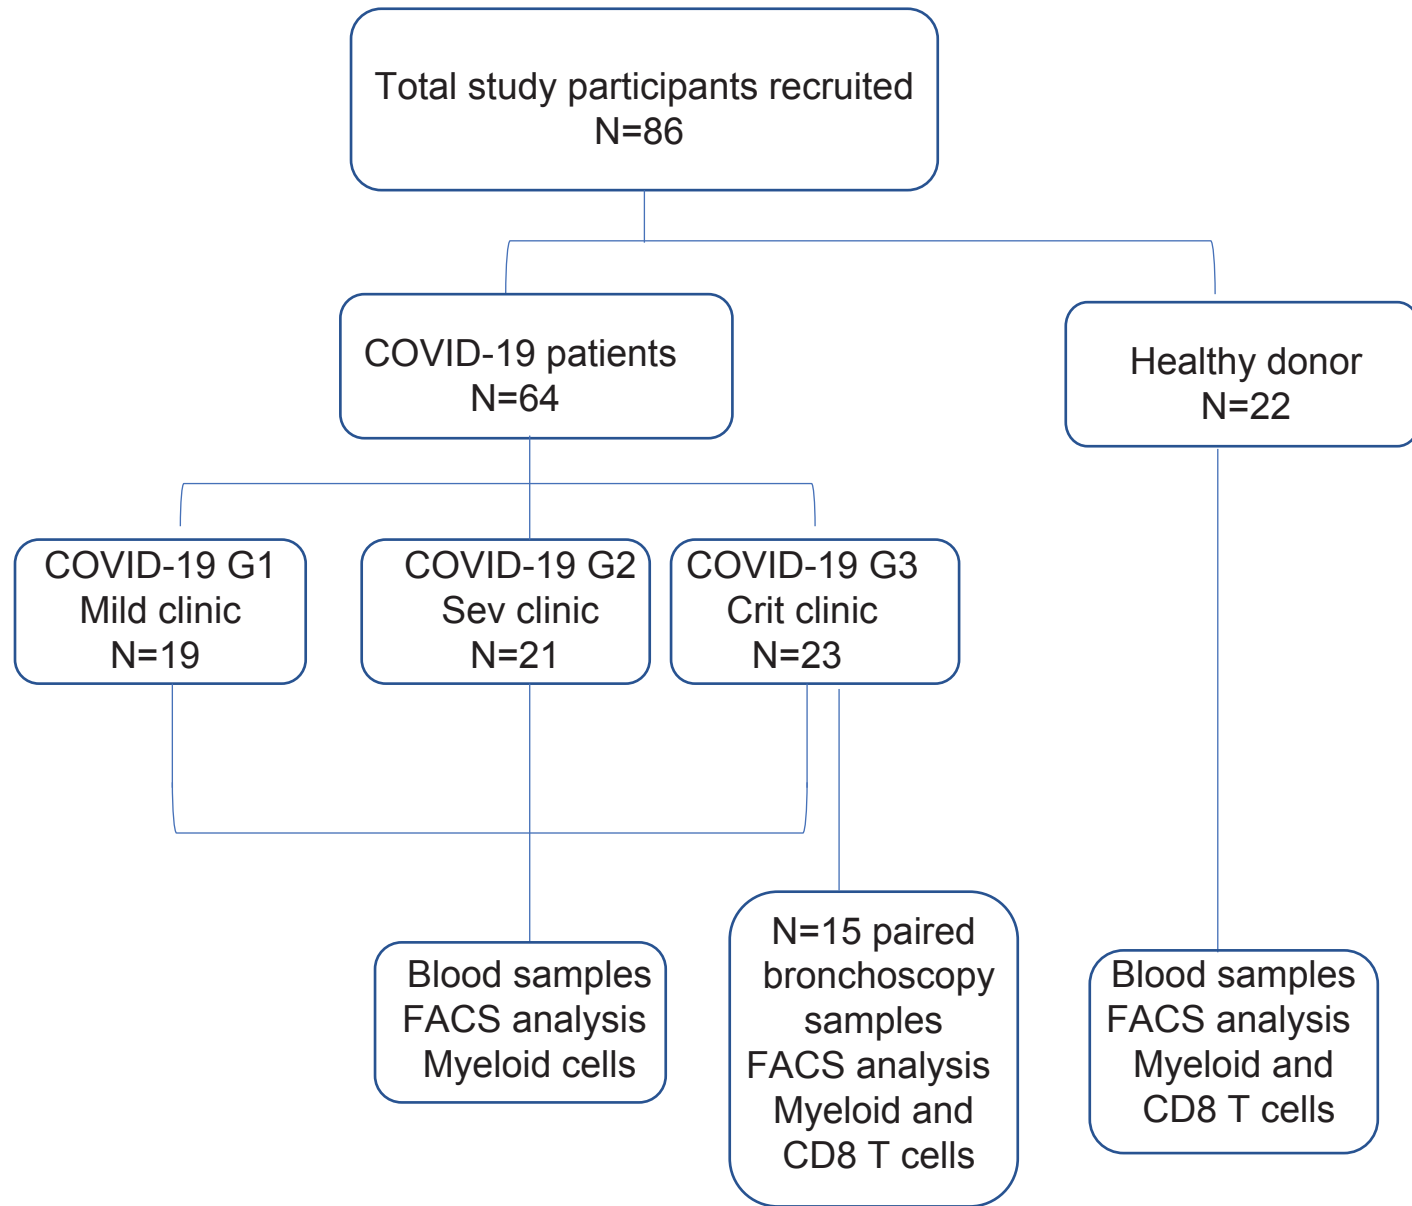 Total study participants recruited
N=86
COVID-19 patients
N=64
Healthy donor
N=22
COVID-19 G1
Mild clinic
N=19
COVID-19 G2
Sev clinic
N=21
COVID-19 G3
Crit clinic
N=23
Blood samples
FACS analysis
Myeloid cells
N=15 paired
bronchoscopy
samples
FACS analysis
Myeloid and
CD8 T cells
Blood samples
FACS analysis
Myeloid and
CD8 T cells